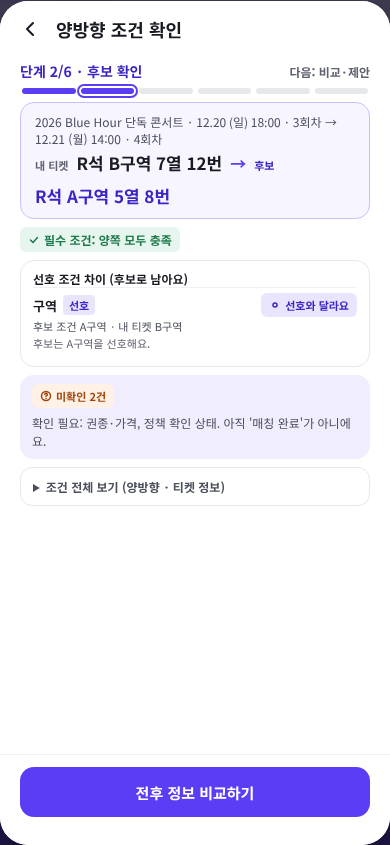 양방향 조건 확인
단계 2/6 · 후보 확인
다음: 비교·제안
2026 Blue Hour 단독 콘서트 · 12.20 (일) 18:00 · 3회차 →
12.21 (월) 14:00 · 4회차
내 티켓 R석 B구역 7열 12번 → 후보
R석 A구역 5열 8번
필수 조건: 양쪽 모두 충족
선호 조건 차이 (후보로 남아요)
구역 선호 선호와 달라요
후보 조건 A구역 · 내 티켓 B구역
후보는 A구역을 선호해요.
미확인 2건
확인 필요: 권종·가격, 정책 확인 상태. 아직 '매칭 완료'가 아니에
요.
▶ 조건 전체 보기 (양방향 · 티켓 정보)
전후 정보 비교하기